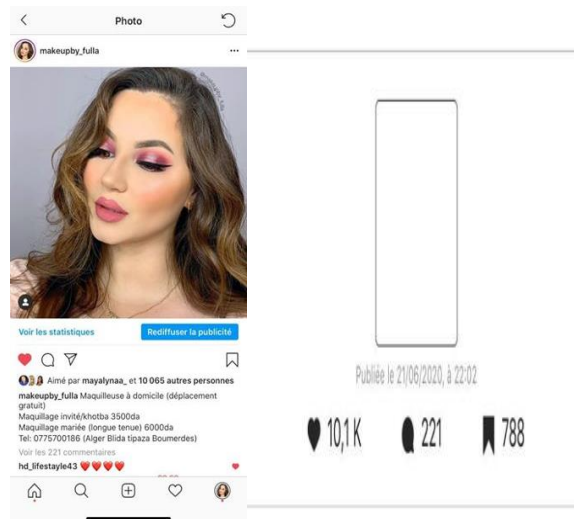 Photo
makeupby_fulla
Voir les statistiques
Rediffuser la publicité
Aimé par mayalynaa_ et 10 065 autres personnes
makeupby_fulla Maquilleuse à domicile (déplacement
gratuit)
Maquillage invité/khotba 3500da
Maquillage mariée (longue tenue) 6000da
Tel: 0775700186 (Alger Blida tipaza Boumerdes)
Voir les 221 commentaires
hd_lifestayle43
Publiée le 21/06/2020, à 22:02
10,1 K
221
788